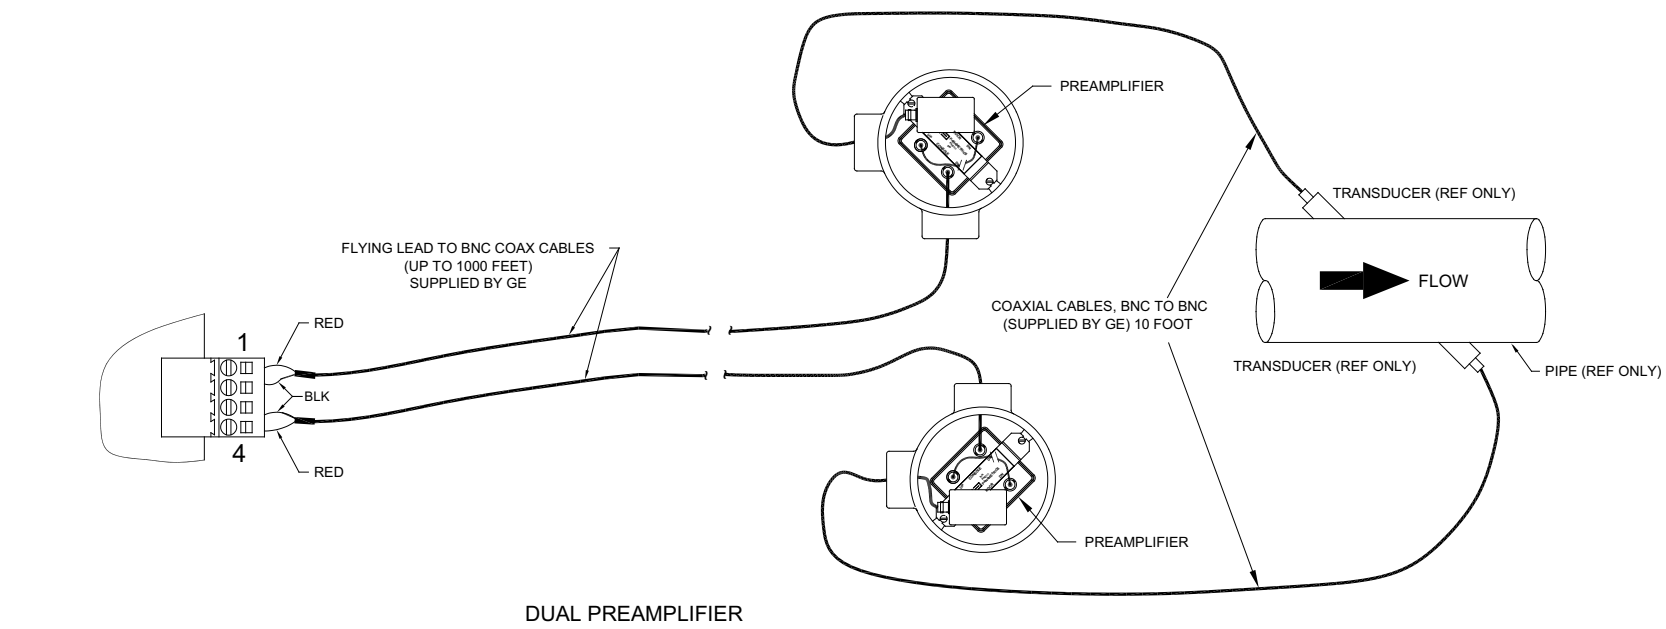 PREAMPLIFIER
TRANSDUCER (REF ONLY)
FLYING LEAD TO BNC COAX CABLES
(UP TO 1000 FEET)
SUPPLIED BY GE
FLOW
COAXIAL CABLES, BNC TO BNC
(SUPPLIED BY GE) 10 FOOT
RED
1
TRANSDUCER (REF ONLY)
PIPE (REF ONLY)
BLK
4
RED
PREAMPLIFIER
DUAL PREAMPLIFIER